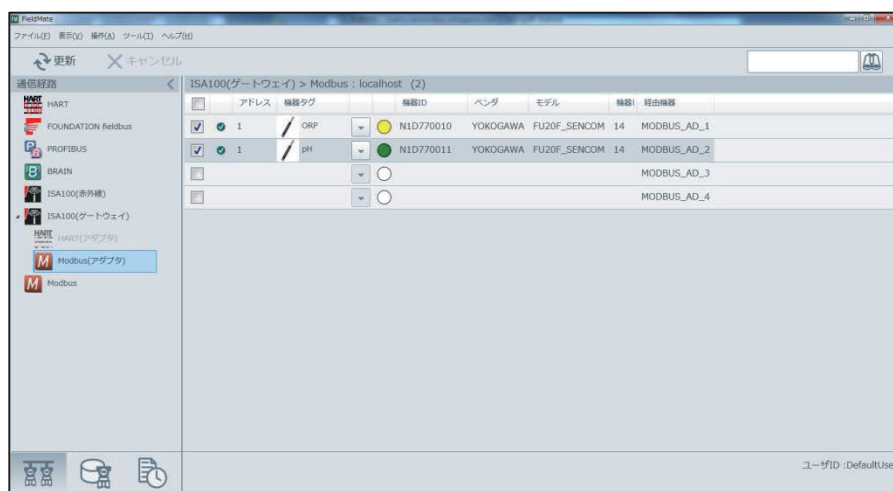 FieldMate
ファイル(E) 表示(V) 操作(A) ツール(T) ヘルプ(H)
更新 キャンセル
通信経路 ISA100(ゲートウェイ) > Modbus : localhost (2)
アドレス 機器タグ 機器ID ベンダ モデル 機器I 経由機器
1 ORP N1D770010 YOKOGAWA FU20F_SENCOM 14 MODBUS_AD_1
1 pH N1D770011 YOKOGAWA FU20F_SENCOM 14 MODBUS_AD_2
MODBUS_AD_3
MODBUS_AD_4
HART HART
FOUNDATION fieldbus
PROFIBUS
B BRAIN
ISA100(赤外線)
ISA100(ゲートウェイ)
HART HART(アダプタ)
M Modbus(アダプタ)
M Modbus
ユーザID :DefaultUse